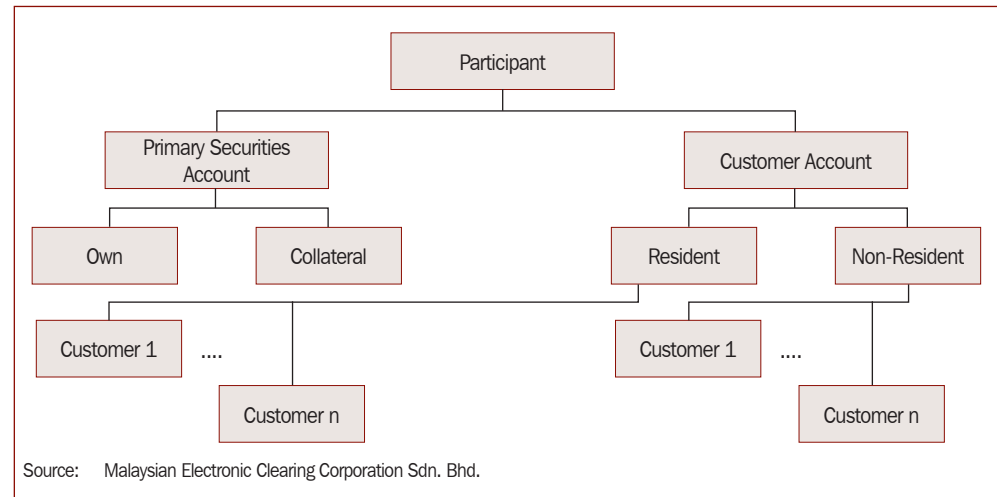 Participant
Primary Securities
Account
Customer Account
Own
Collateral
Resident
Non-Resident
Customer 1
....
Customer n
Customer 1
....
Customer n
Source: Malaysian Electronic Clearing Corporation Sdn. Bhd.